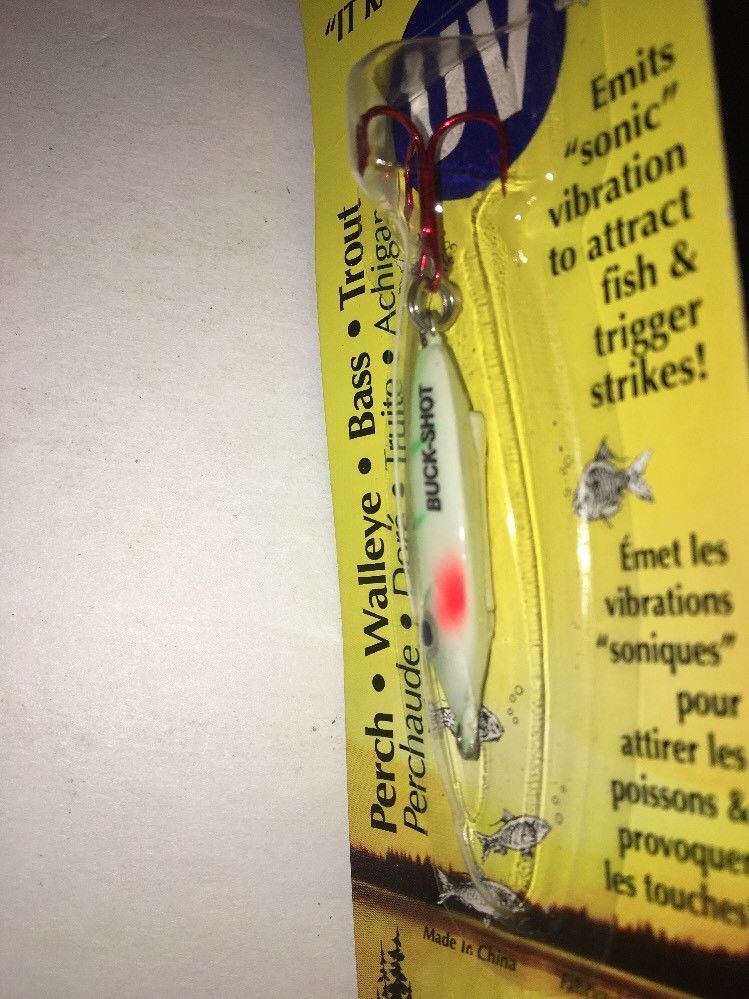 "IT
UV
Emits
"sonic"
vibration
to attract
fish &
trigger
strikes!
Perch • Walleye • Bass • Trout
Perchaude • Doré • Truite • Achigan
BUCK-SHOT
Émet les
vibrations
"soniques"
pour
attirer les
poissons &
provoquer
les touches
Made In China